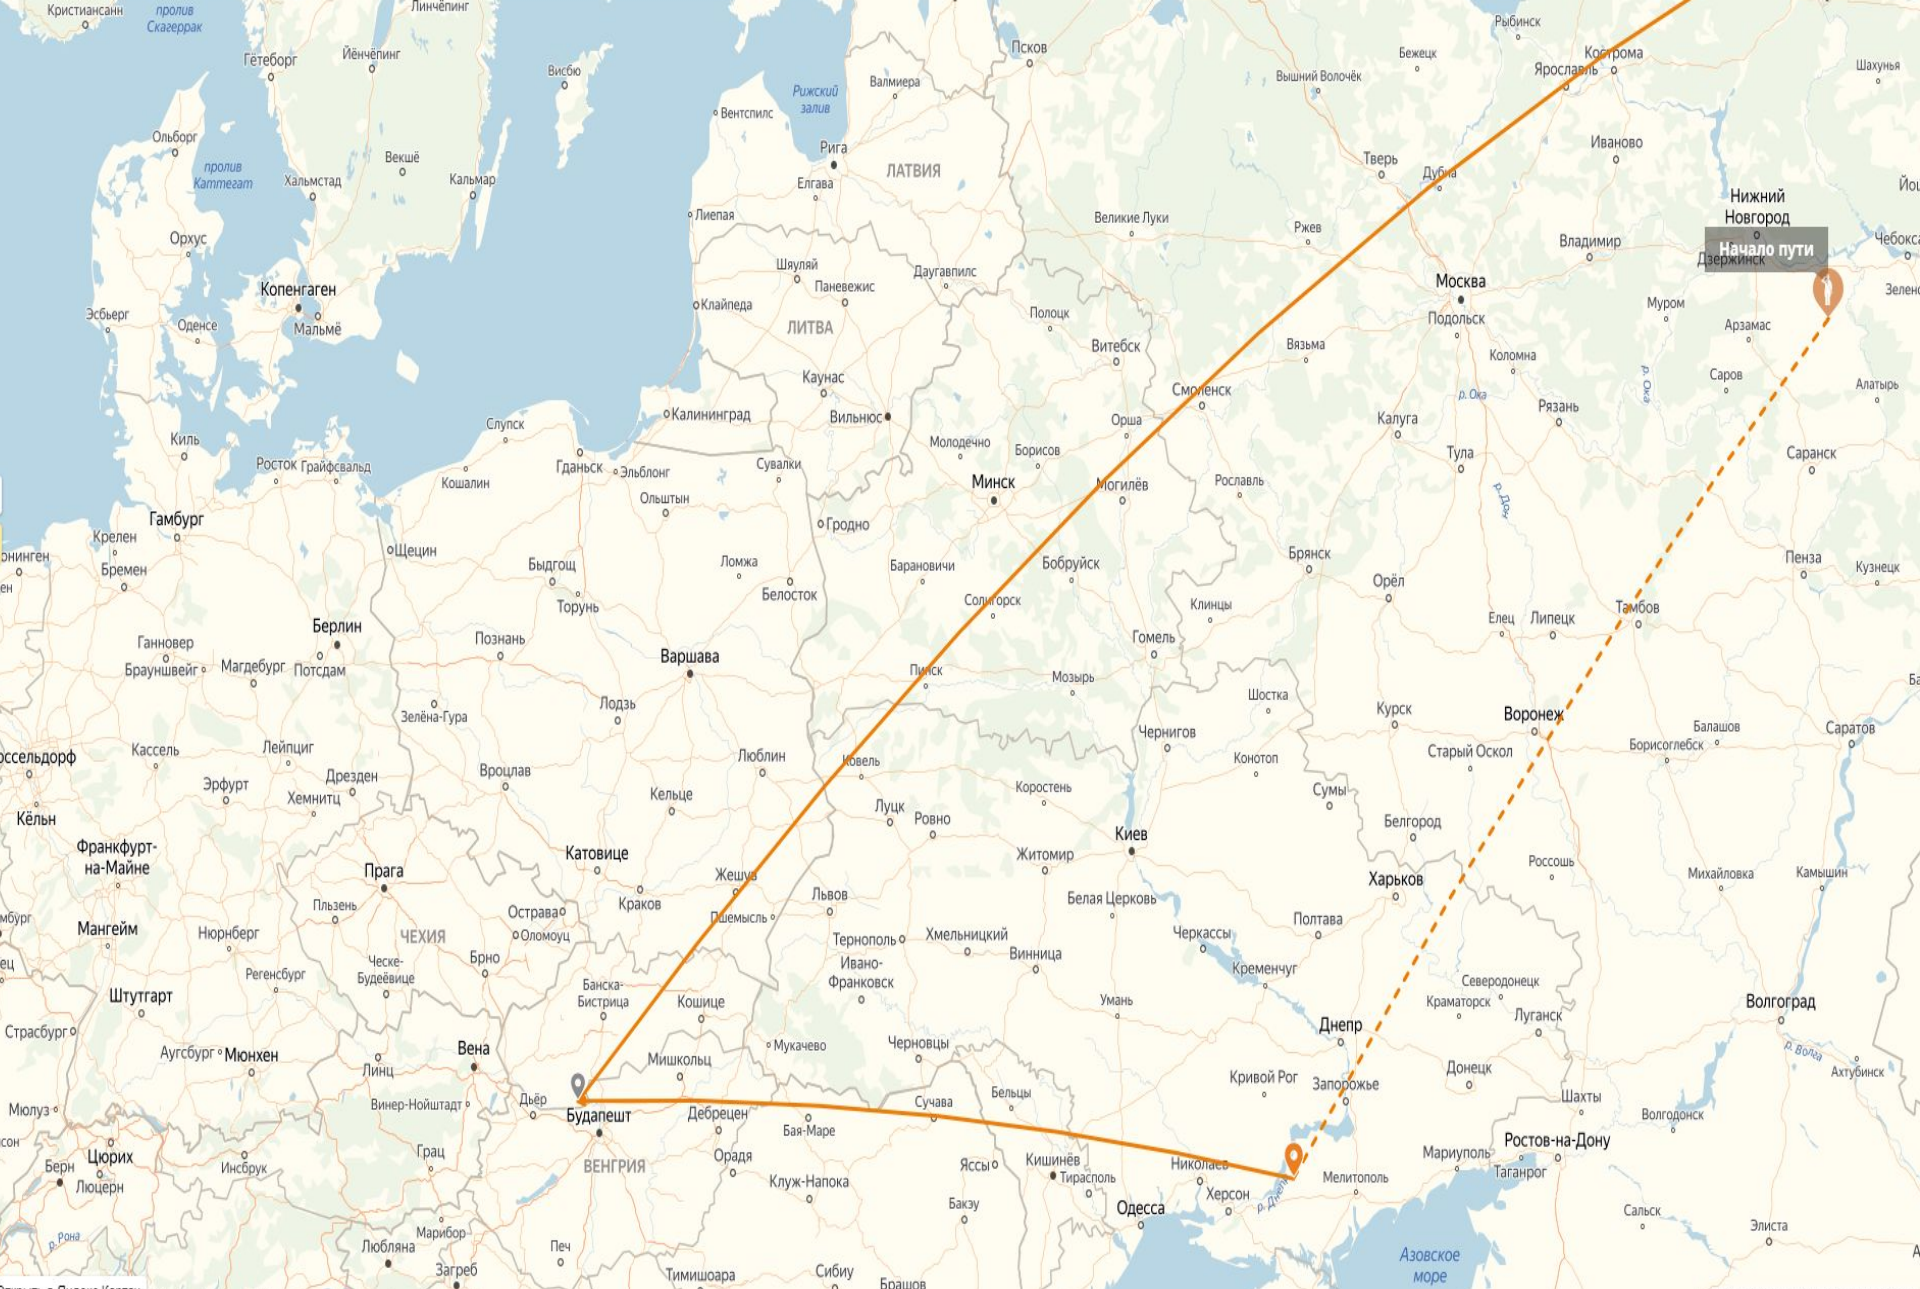 Кристиансанн
пролив
Скагеррак
Линчёпинг
Гётеборг
Йёнчёпинг
Висбю
Псков
Валмиера
Рыбинск
Бежецк
Кострома
Ярославль
Вышний Волочёк
Шахунья
Рижский
залив
Вентспилс
Ольборг
Рига
ЛАТВИЯ
Иваново
Векшё
пролив
Каттегат
Хальмстад
Кальмар
Елгава
Тверь
Дубна
Нижний
Новгород
Лиепая
Великие Луки
Ржев
Владимир
Орхус
Начало пути
Дзержинск
Шяуляй
Даугавпилс
Паневежис
Копенгаген
Москва
Муром
Клайпеда
Эсбьерг
Оденсе
Мальмё
ЛИТВА
Полоцк
Подольск
Арзамас
Витебск
Вязьма
Коломна
Каунас
Смоленск
р. Ока
р. Ока
Саров
Алатырь
Слупск
Калининград
Вильнюс
Орша
Калуга
Рязань
Киль
Молодечно
Борисов
Тула
Саранск
Росток
Грайфсвальд
Гданьск
Эльблонг
Сувалки
Кошалин
Ольштын
Минск
Могилёв
Рославль
р. Дон
Гамбург
Гродно
Крелен
Щецин
Бремен
Быдгощ
Ломжа
Барановичи
Бобруйск
Брянск
Орёл
Пенза
Кузнецк
Торунь
Белосток
Солигорск
Клинцы
Тамбов
Елец
Липецк
Берлин
Ганновер
Познань
Варшава
Гомель
Брауншвейг
Магдебург
Потсдам
Пинск
Мозырь
Шостка
Зелёна-Гура
Лодзь
Курск
Воронеж
Балашов
Саратов
Чернигов
Борисоглебск
Старый Оскол
Кассель
Лейпциг
Люблин
Ковель
Конотоп
Эрфурт
Дрезден
Хемниц
Вроцлав
Кельце
Коростень
Сумы
Луцк
Ровно
Белгород
Кёльн
Киев
Франкфурт-
на-Майне
Катовице
Житомир
Россошь
Прага
Жешув
Харьков
Михайловка
Камышин
Львов
Белая Церковь
Пльзень
Острава
Краков
Пшемысль
Полтава
Мангейм
Нюрнберг
ЧЕХИЯ
Оломоуц
Тернополь
Хмельницкий
Черкассы
Винница
Брно
Ческе-
Будеёвице
Ивано-
Франковск
Регенсбург
Кременчуг
Северодонецк
Штутгарт
Банска-
Бистрица
Кошице
Умань
Краматорск
Луганск
Волгоград
Страсбург
Днепр
Аугсбург
Мюнхен
Вена
Мишкольц
Мукачево
Черновцы
Линц
Донецк
р. Волга
Ахтубинск
Кривой Рог
Запорожье
Мюлуз
Винер-Нойштадт
Дьёр
Будапешт
Дебрецен
Сучава
Бельцы
Шахты
Волгодонск
Бая-Маре
Ростов-на-Дону
Цюрих
Берн
Люцерн
Инсбрук
Грац
ВЕНГРИЯ
Орадя
Яссы
Кишинёв
Тирасполь
Николаев
Мариуполь
Таганрог
Мелитополь
Клуж-Напока
Херсон
р. Днепр
Бакэу
Одесса
Сальск
Элиста
р. Рона
Марибор
Любляна
Печ
Загреб
Тимишоара
Сибиу
Брашов
Азовское
море